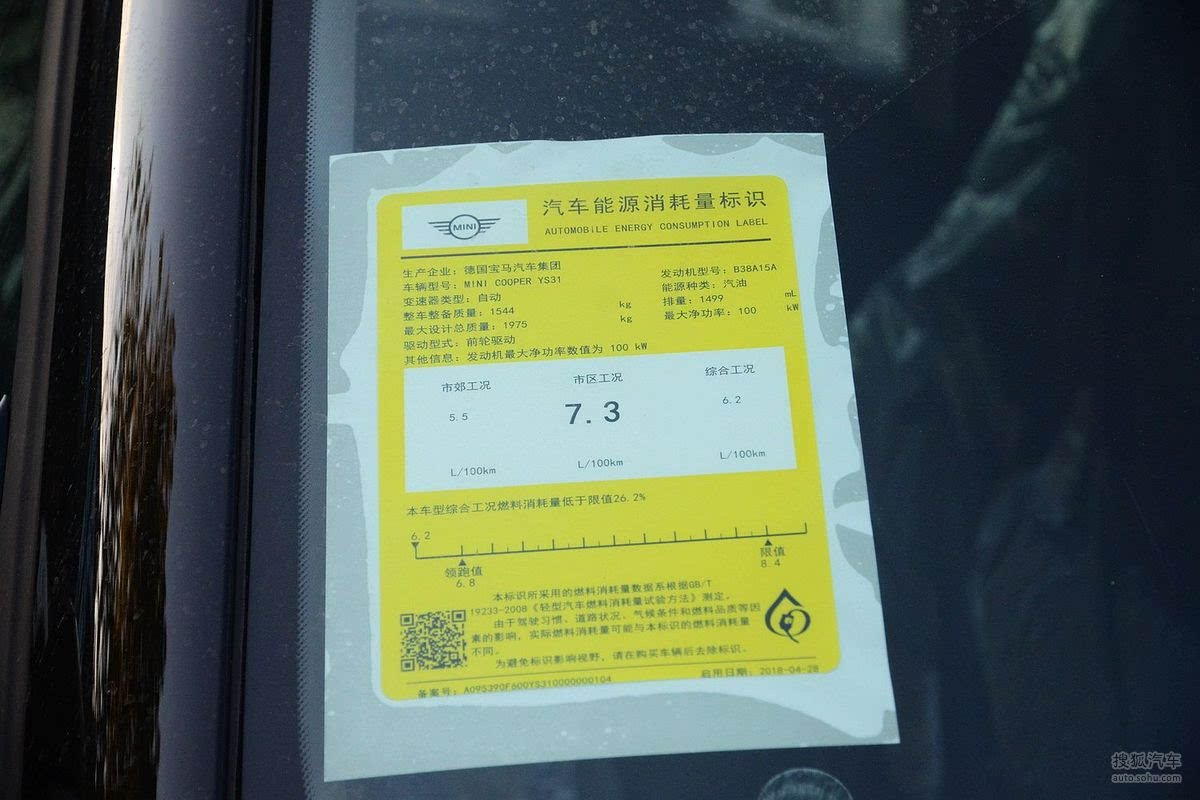 MINI
汽车能源消耗量标识
AUTOMOBILE ENERGY CONSUMPTION LABEL
生产企业：德国宝马汽车集团
车辆型号：MINI COOPER YS31
变速器类型：自动
整车整备质量：1544 kg
最大设计总质量：1975 kg
驱动型式：前轮驱动
其他信息：发动机最大净功率数值为 100 kW
发动机型号：B38A15A
能源种类：汽油
排量：1499 mL
最大净功率：100 kW
市郊工况 市区工况 综合工况
5.5 7.3 6.2
L/100km L/100km L/100km
本车型综合工况燃料消耗量低于限值26.2%
6.2
领跑值 限值
6.8 8.4
本标识所采用的燃料消耗量数据系根据GB/T
19233-2008《轻型汽车燃料消耗量试验方法》测定。
由于驾驶习惯、道路状况、气候条件和燃料品质等因
素的影响，实际燃料消耗量可能与本标识的燃料消耗量
不同。
为避免标识影响视野，请在购买车辆后去除标识。
备案号：A095390F600YS310000000104 启用日期：2018-04-28
搜狐汽车
auto.sohu.com